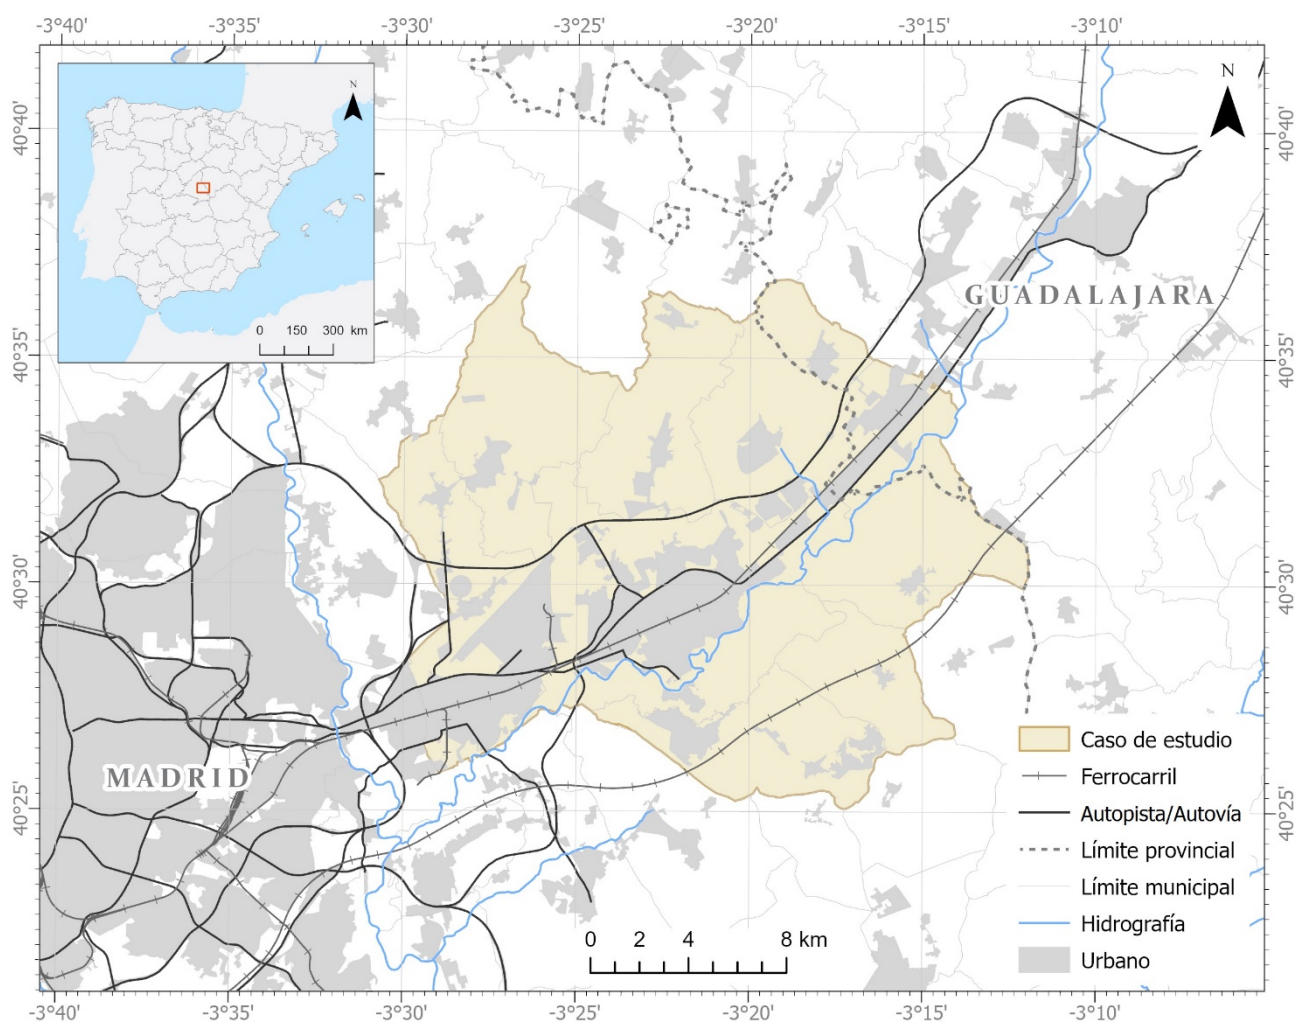 -3°40' -3°35' -3°30' -3°25' -3°20' -3°15' -3°10'
N
N
40°40'
40°40'
40°35'
40°35'
0 150 300 km
GUADALAJARA
40°30'
40°30'
MADRID
40°25'
40°25'
Caso de estudio
Ferrocarril
Autopista/Autovía
Límite provincial
Límite municipal
Hidrografía
Urbano
0 2 4 8 km
-3°40' -3°35' -3°30' -3°25' -3°20' -3°15' -3°10'